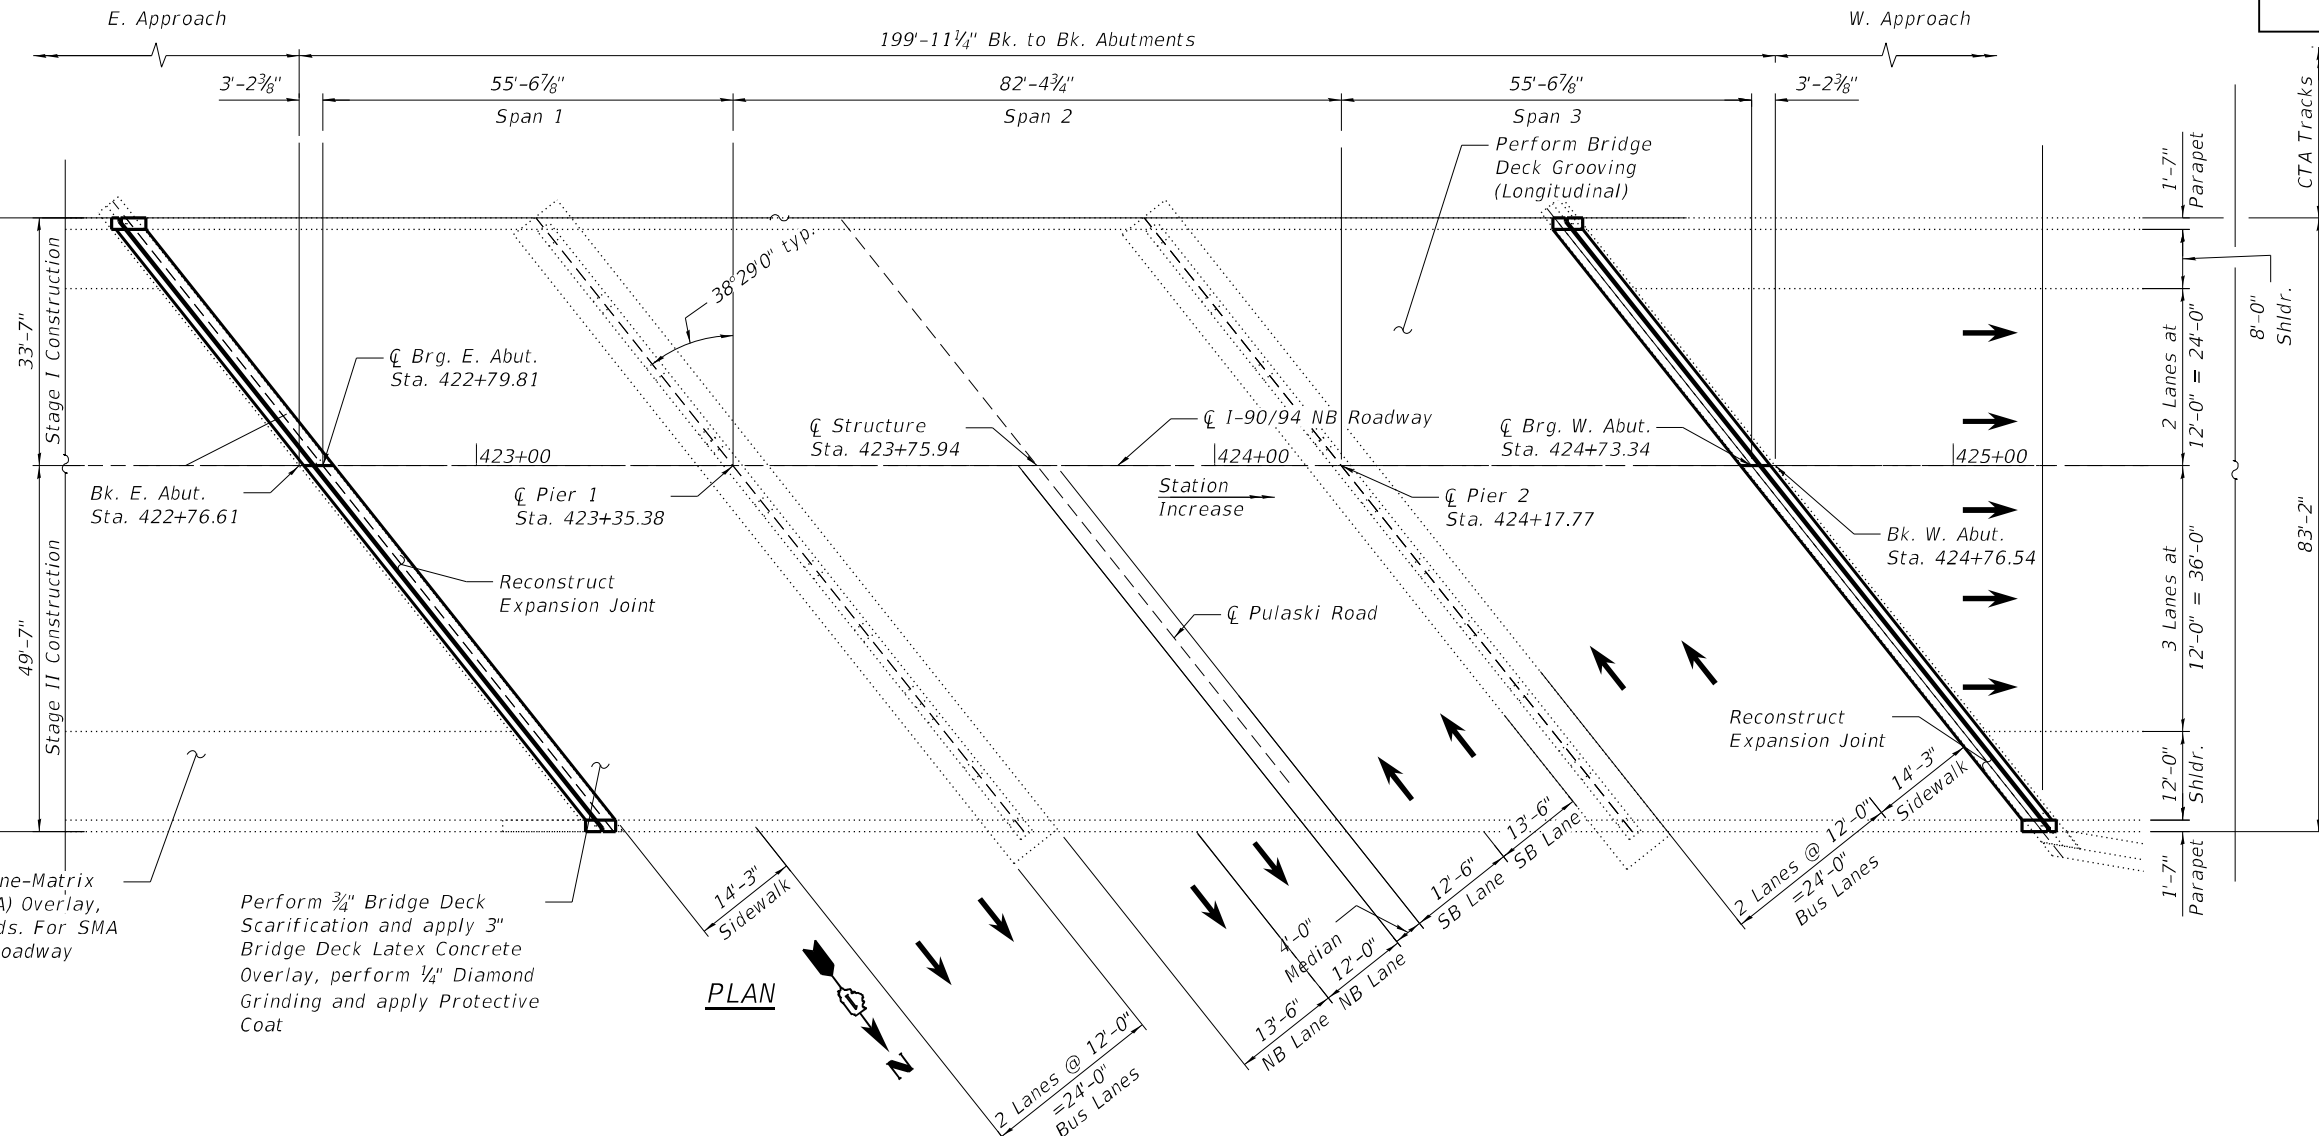 E. Approach
W. Approach
199'-11¼" Bk. to Bk. Abutments
3'-2⅜"
55'-6⅞"
82'-4¾"
55'-6⅞"
3'-2⅜"
Span 1
Span 2
Span 3
Perform Bridge
Deck Grooving
(Longitudinal)
1'-7"
Parapet
CTA Tracks
38°29'0" typ.
33'-7"
Stage I Construction
8'-0"
Shldr.
2 Lanes at
12'-0" = 24'-0"
℄ Brg. E. Abut.
Sta. 422+79.81
℄ Structure
Sta. 423+75.94
℄ I-90/94 NB Roadway
℄ Brg. W. Abut.
Sta. 424+73.34
423+00
424+00
425+00
Bk. E. Abut.
Sta. 422+76.61
℄ Pier 1
Sta. 423+35.38
Station
Increase
℄ Pier 2
Sta. 424+17.77
Bk. W. Abut.
Sta. 424+76.54
83'-2"
Reconstruct
Expansion Joint
℄ Pulaski Road
49'-7"
Stage II Construction
3 Lanes at
12'-0" = 36'-0"
Reconstruct
Expansion Joint
14'-3"
Sidewalk
12'-0"
Shldr.
1'-7"
Parapet
2 Lanes @ 12'-0"
=24'-0"
Bus Lanes
13'-6"
SB Lane
12'-6"
SB Lane
4'-0"
Median
12'-0"
NB Lane
13'-6"
NB Lane
14'-3"
Sidewalk
2 Lanes @ 12'-0"
=24'-0"
Bus Lanes
ne-Matrix
A) Overlay,
ds. For SMA
oadway
Perform ¾" Bridge Deck
Scarification and apply 3"
Bridge Deck Latex Concrete
Overlay, perform ¼" Diamond
Grinding and apply Protective
Coat
PLAN
N